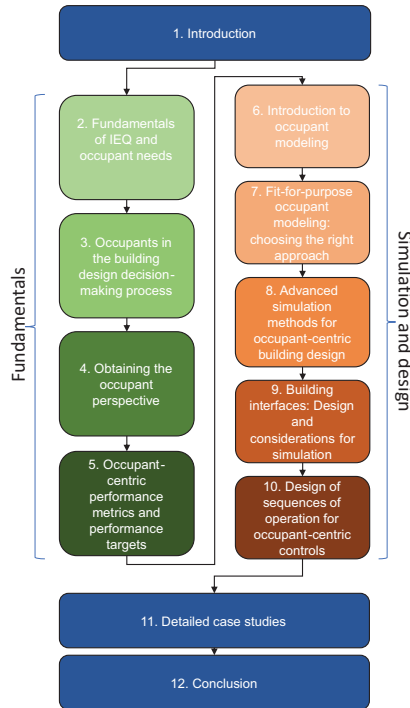 1. Introduction
Fundamentals
2. Fundamentals
of IEQ and
occupant needs
3. Occupants in
the building
design decision-
making process
4. Obtaining the
occupant
perspective
5. Occupant-
centric
performance
metrics and
performance
targets
6. Introduction to
occupant
modeling
7. Fit-for-purpose
occupant
modeling:
choosing the right
approach
8. Advanced
simulation
methods for
occupant-centric
building design
9. Building
interfaces: Design
and
considerations for
simulation
10. Design of
sequences of
operation for
occupant-centric
controls
Simulation and design
11. Detailed case studies
12. Conclusion